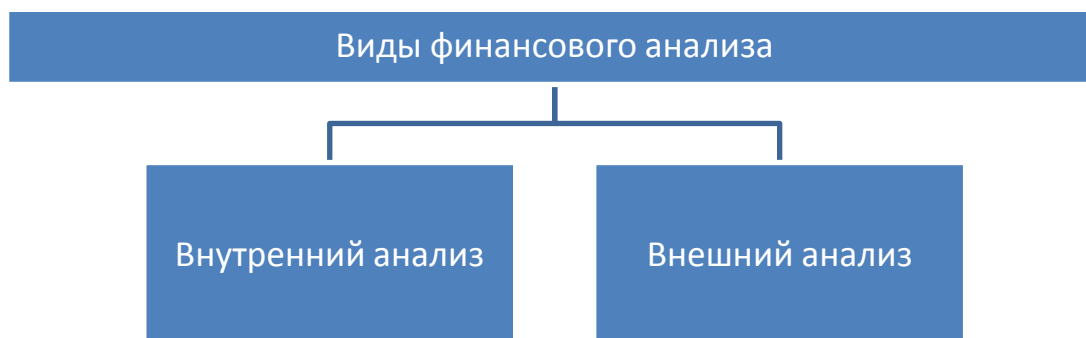 Виды финансового анализа
Внутренний анализ
Внешний анализ